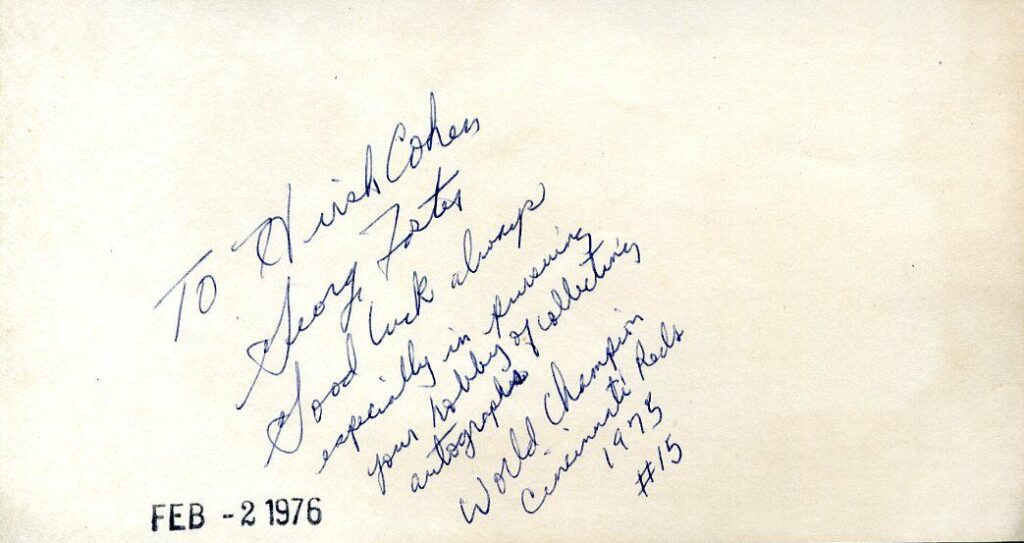 To Hirsh Cohen
George Foster
Good luck always
especially in pursuing
your hobby of collecting
autographs
World Champion
Cincinnati Reds
1975
#15
FEB -2 1976